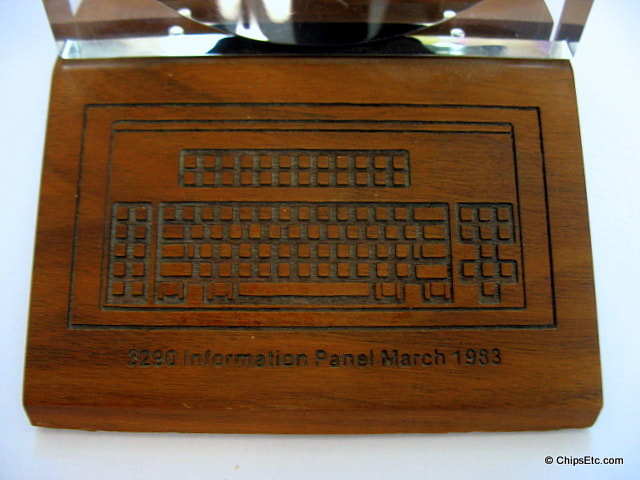 3290 Information Panel March 1983
© ChipsEtc.com